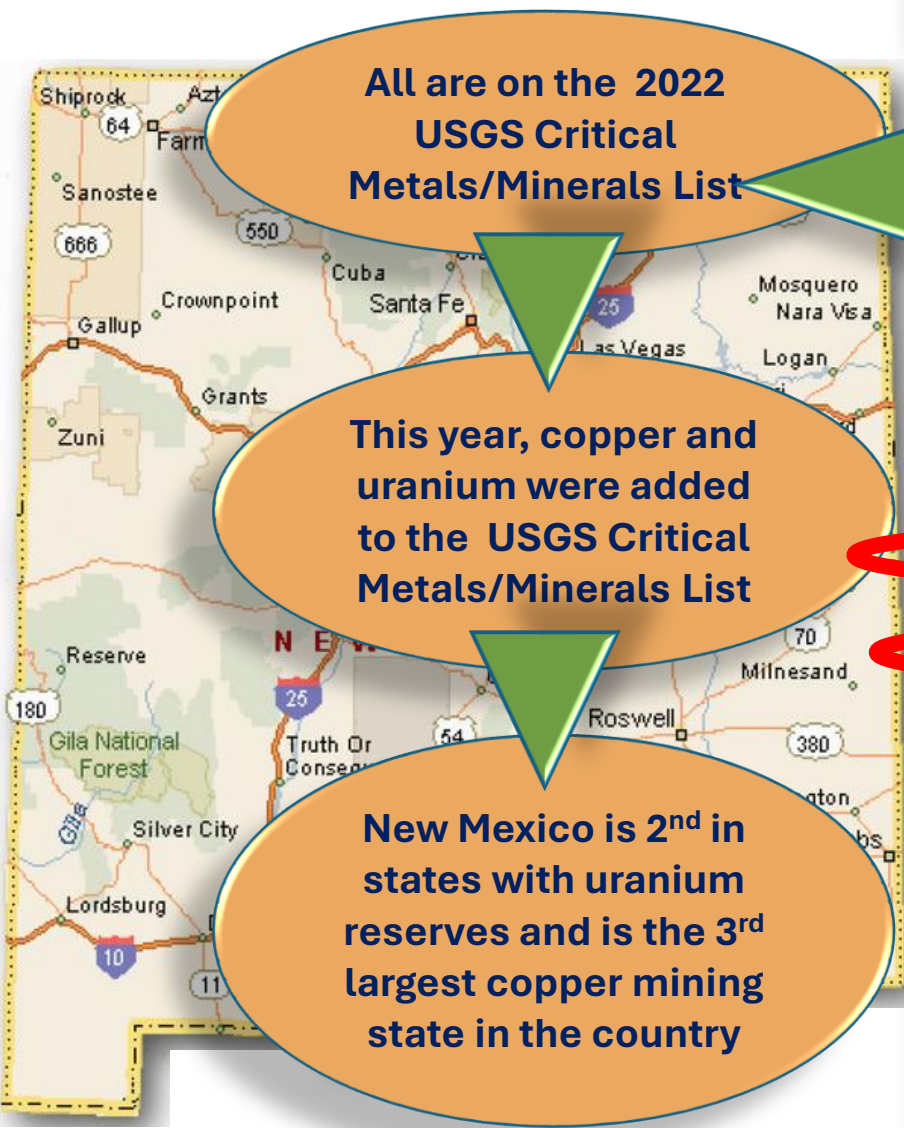 All are on the 2022
USGS Critical
Metals/Minerals List
This year, copper and
uranium were added
to the USGS Critical
Metals/Minerals List
New Mexico is 2nd in
states with uranium
reserves and is the 3rd
largest copper mining
state in the country
Shiprock
64
Sanostee
666
550
Cuba
Crownpoint
Santa Fe
25
Mosquero
Nara Visa
Gallup
Las Vegas
Logan
Grants
Zuni
Reserve
25
70
Milnesand
180
Roswell
Gila National
Forest
Truth Or
54
380
Gila
Silver City
Lordsburg
10
11